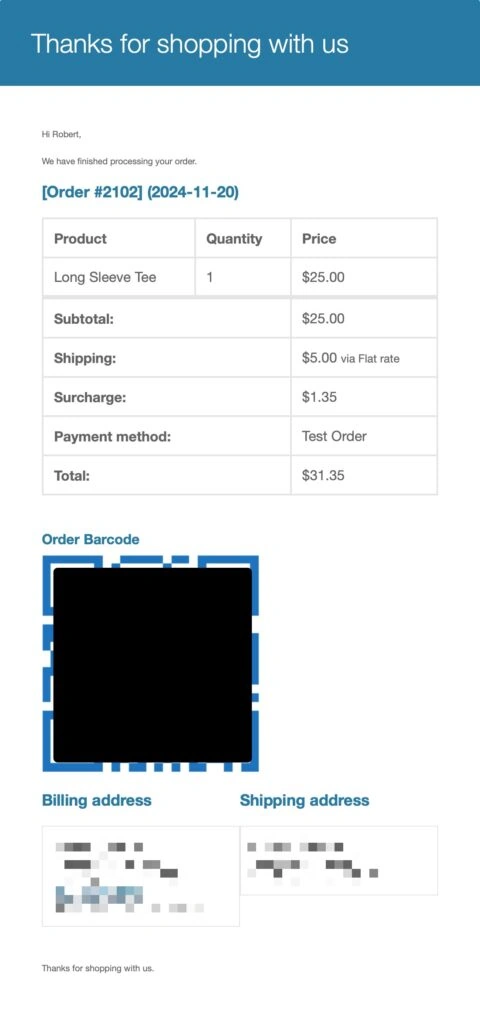 Thanks for shopping with us
Hi Robert,
We have finished processing your order.
[Order #2102] (2024-11-20)
Product Quantity Price
Long Sleeve Tee 1 $25.00
Subtotal: $25.00
Shipping: $5.00 via Flat rate
Surcharge: $1.35
Payment method: Test Order
Total: $31.35
Order Barcode
Billing address Shipping address
Thanks for shopping with us.